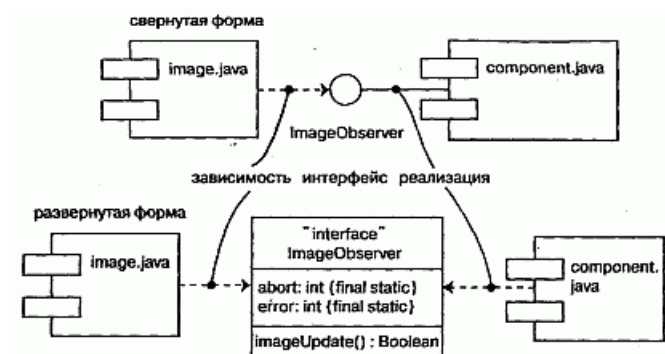 свернутая форма
image.java
component.java
ImageObserver
зависимость интерфейс реализация
развернутая форма
image.java
"interface"
ImageObserver
abort: int {final static}
error: int {final static}
imageUpdate() : Boolean
component.
java